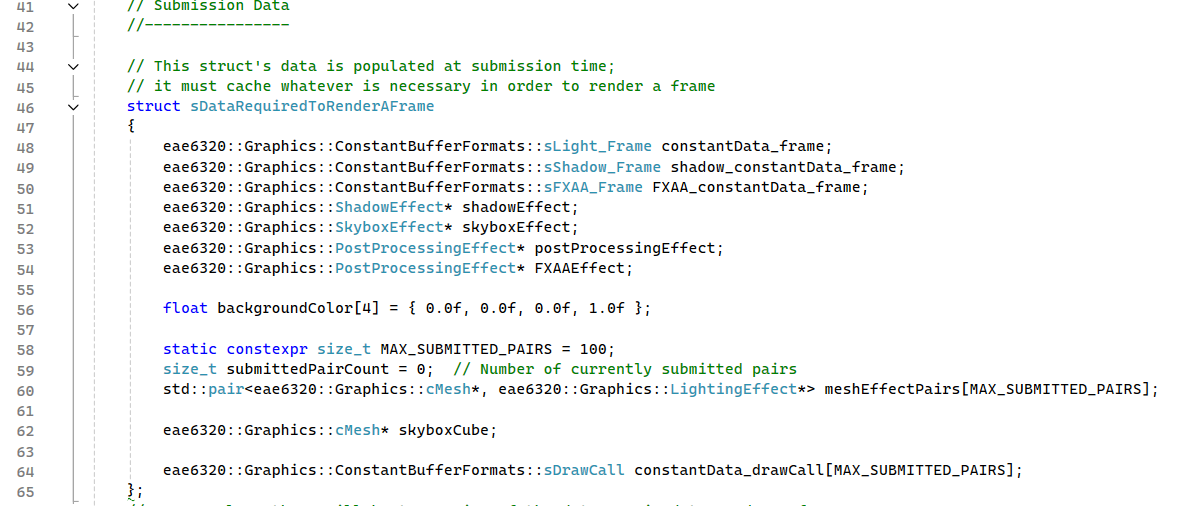 41 // Submission Data
42 //----------------
43
44 // This struct's data is populated at submission time;
45 // it must cache whatever is necessary in order to render a frame
46 struct sDataRequiredToRenderAFrame
47 {
48 eae6320::Graphics::ConstantBufferFormats::sLight_Frame constantData_frame;
49 eae6320::Graphics::ConstantBufferFormats::sShadow_Frame shadow_constantData_frame;
50 eae6320::Graphics::ConstantBufferFormats::sFXAA_Frame FXAA_constantData_frame;
51 eae6320::Graphics::ShadowEffect* shadowEffect;
52 eae6320::Graphics::SkyboxEffect* skyboxEffect;
53 eae6320::Graphics::PostProcessingEffect* postProcessingEffect;
54 eae6320::Graphics::PostProcessingEffect* FXAAEffect;
55
56 float backgroundColor[4] = { 0.0f, 0.0f, 0.0f, 1.0f };
57
58 static constexpr size_t MAX_SUBMITTED_PAIRS = 100;
59 size_t submittedPairCount = 0;  // Number of currently submitted pairs
60 std::pair<eae6320::Graphics::cMesh*, eae6320::Graphics::LightingEffect*> meshEffectPairs[MAX_SUBMITTED_PAIRS];
61
62 eae6320::Graphics::cMesh* skyboxCube;
63
64 eae6320::Graphics::ConstantBufferFormats::sDrawCall constantData_drawCall[MAX_SUBMITTED_PAIRS];
65 };